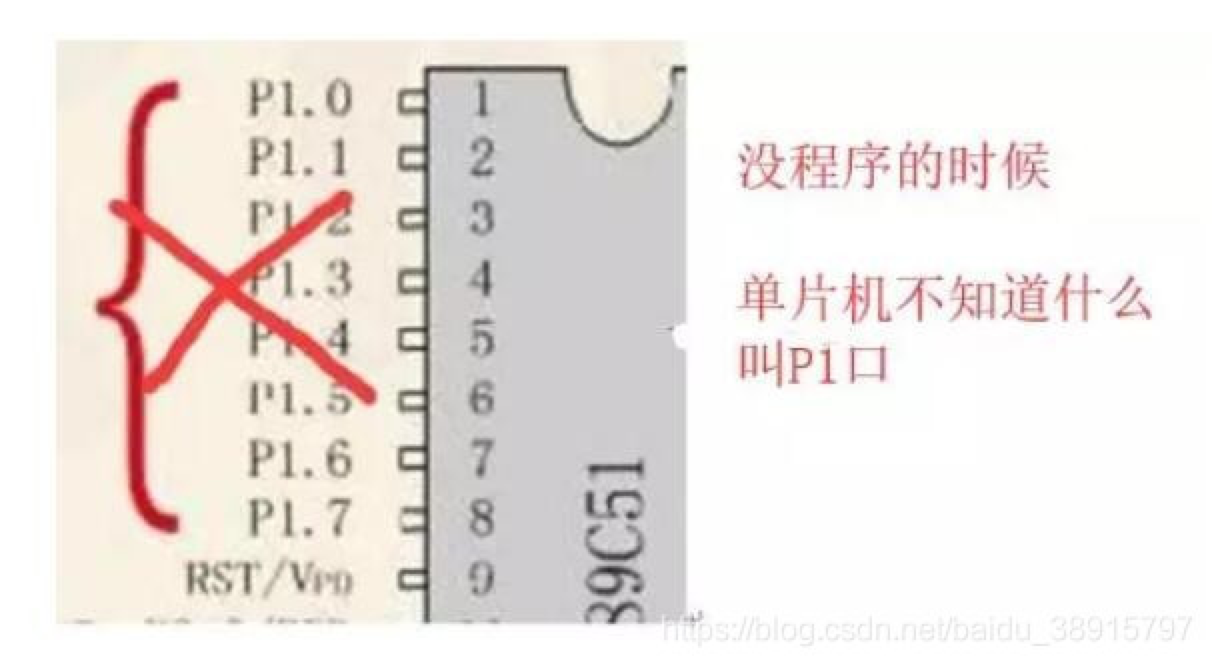 P1.0 1
P1.1 2
P1.2 3
P1.3 4
P1.4 5
P1.5 6
P1.6 7
P1.7 8
RST/VPD 9
89C51
没程序的时候
单片机不知道什么
叫P1口
https://blog.csdn.net/baidu_38915797